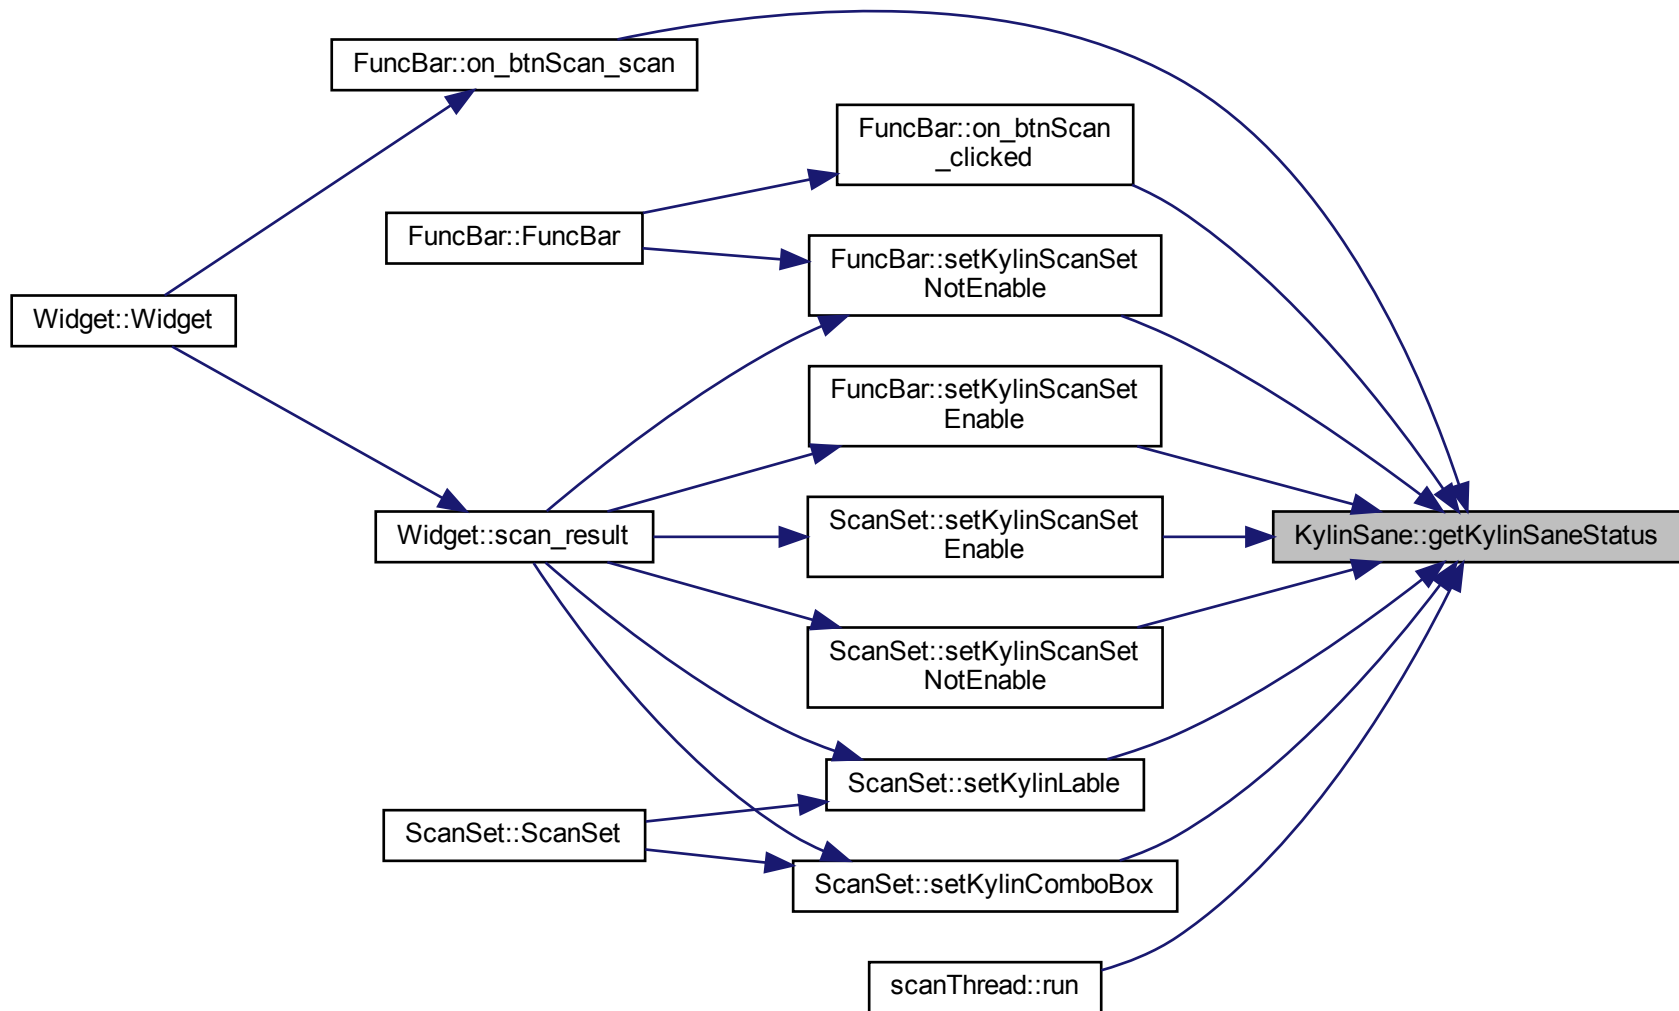 FuncBar::on_btnScan_scan
FuncBar::on_btnScan
_clicked
FuncBar::FuncBar
FuncBar::setKylinScanSet
NotEnable
Widget::Widget
FuncBar::setKylinScanSet
Enable
Widget::scan_result
ScanSet::setKylinScanSet
Enable
KylinSane::getKylinSaneStatus
ScanSet::setKylinScanSet
NotEnable
ScanSet::setKylinLable
ScanSet::ScanSet
ScanSet::setKylinComboBox
scanThread::run